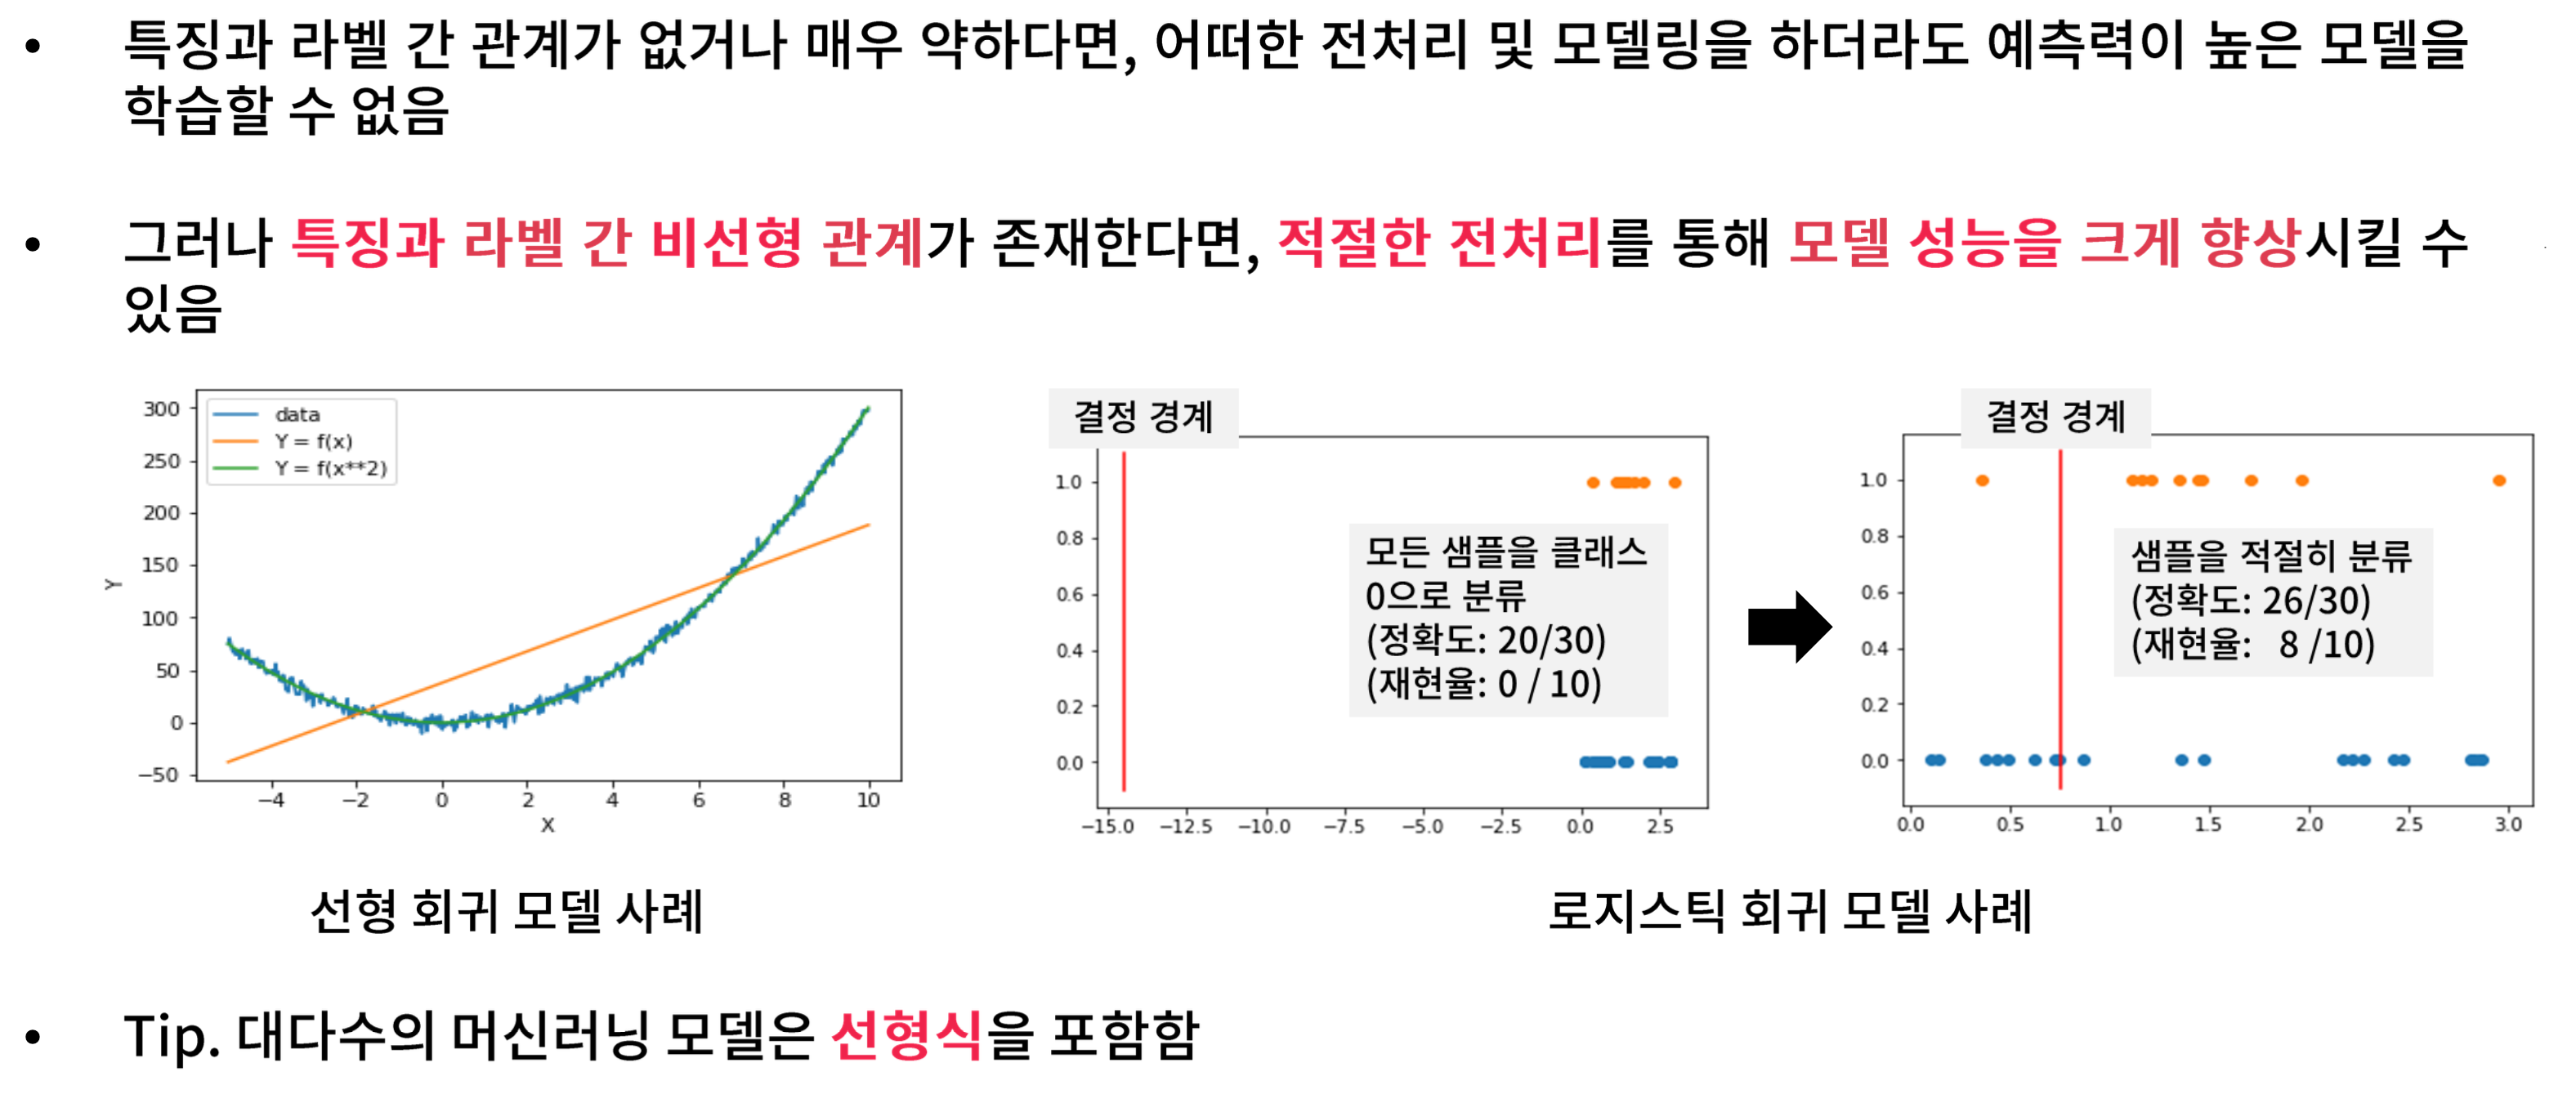 • 특징과 라벨 간 관계가 없거나 매우 약하다면, 어떠한 전처리 및 모델링을 하더라도 예측력이 높은 모델을
학습할 수 없음
• 그러나 특징과 라벨 간 비선형 관계가 존재한다면, 적절한 전처리를 통해 모델 성능을 크게 향상시킬 수
있음
300
250
200
150
100
50
0
−50
Y
data
Y = f(x)
Y = f(x**2)
−4 −2 0 2 4 6 8 10
X
선형 회귀 모델 사례
결정 경계
1.0
0.8
0.6
0.4
0.2
0.0
모든 샘플을 클래스
0으로 분류
(정확도: 20/30)
(재현율: 0 / 10)
−15.0 −12.5 −10.0 −7.5 −5.0 −2.5 0.0 2.5
결정 경계
1.0
0.8
0.6
0.4
0.2
0.0
샘플을 적절히 분류
(정확도: 26/30)
(재현율: 8 /10)
0.0 0.5 1.0 1.5 2.0 2.5 3.0
로지스틱 회귀 모델 사례
• Tip. 대다수의 머신러닝 모델은 선형식을 포함함